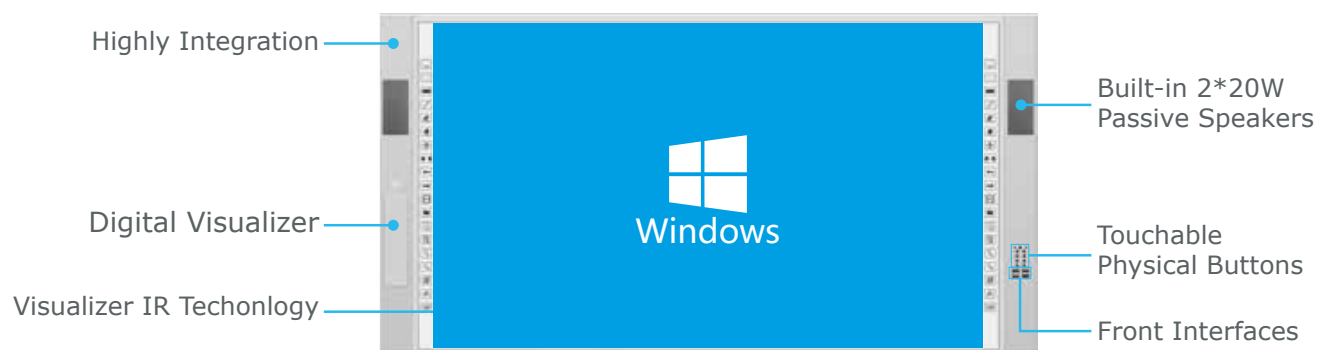 Highly Integration
Digital Visualizer
Visualizer IR Techonlogy
Windows
Built-in 2*20W
Passive Speakers
Touchable
Physical Buttons
Front Interfaces